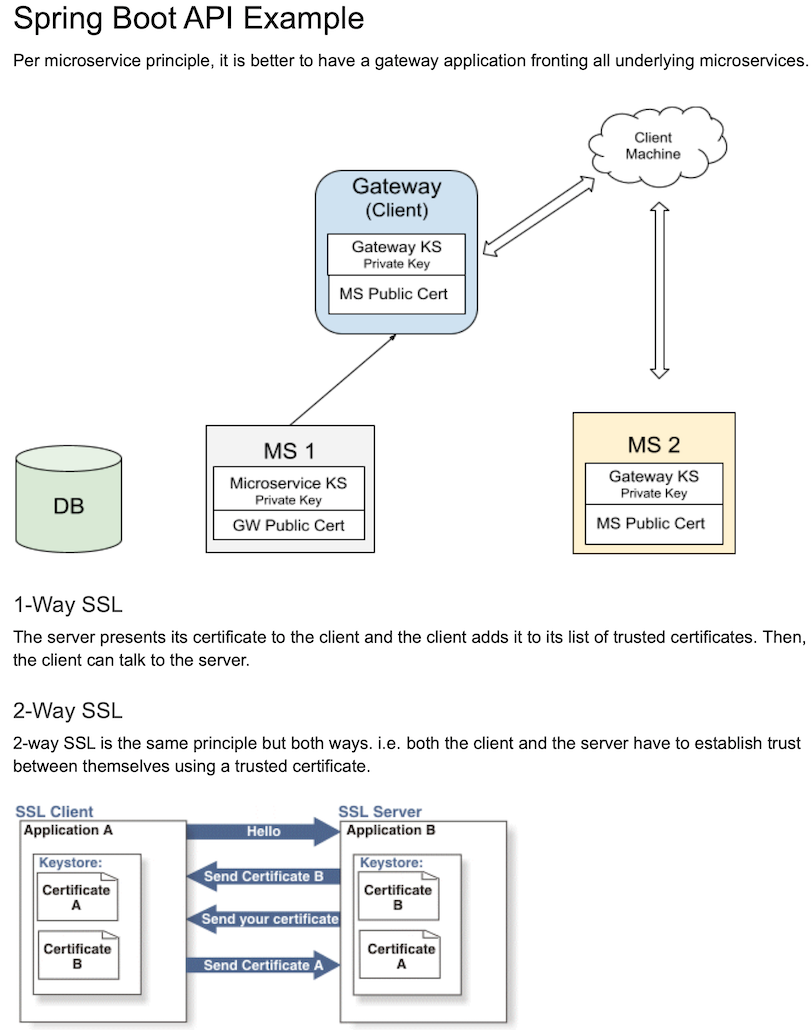 Spring Boot API Example
Per microservice principle, it is better to have a gateway application fronting all underlying microservices.
Client
Machine
Gateway
(Client)
Gateway KS
Private Key
MS Public Cert
DB
MS 1
Microservice KS
Private Key
GW Public Cert
MS 2
Gateway KS
Private Key
MS Public Cert
1-Way SSL
The server presents its certificate to the client and the client adds it to its list of trusted certificates. Then,
the client can talk to the server.
2-Way SSL
2-way SSL is the same principle but both ways. i.e. both the client and the server have to establish trust
between themselves using a trusted certificate.
SSL Client
Application A
Keystore:
Certificate
A
Certificate
B
Hello
Send Certificate B
Send your certificate
Send Certificate A
SSL Server
Application B
Keystore:
Certificate
B
Certificate
A